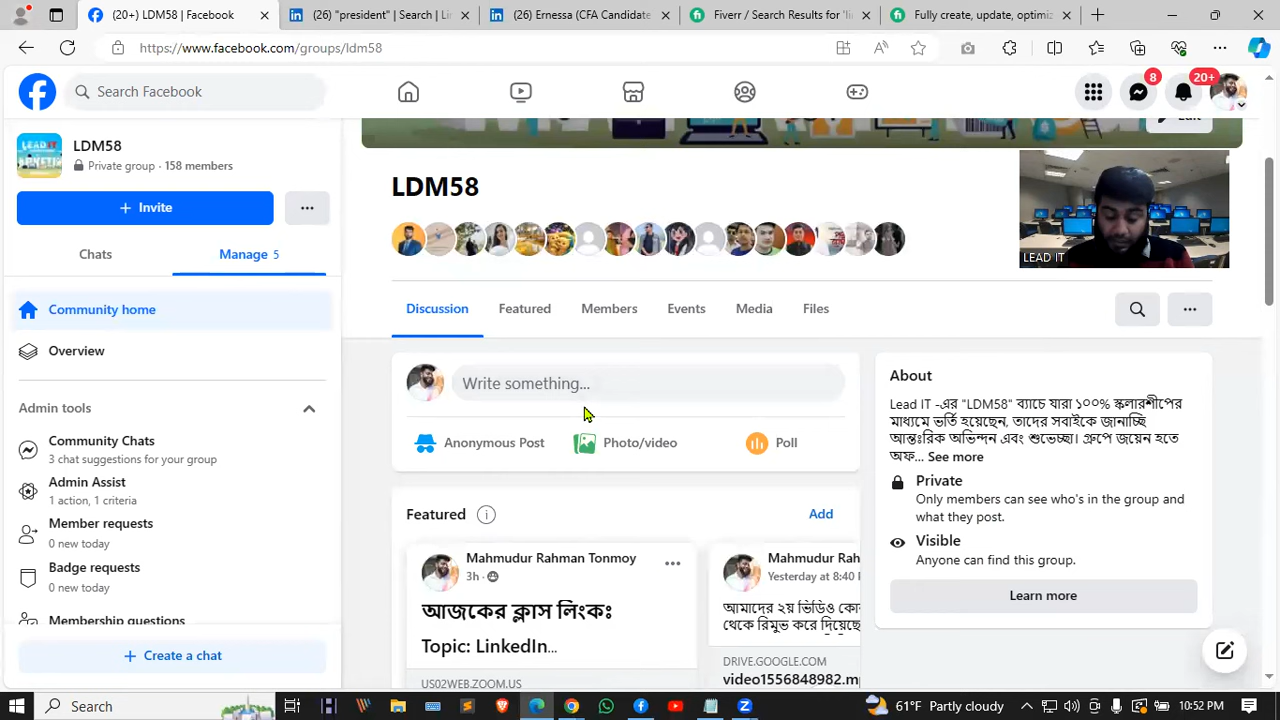 (20+) LDM58 | Facebook
(26) "president" | Search | Lin
(26) Ernessa (CFA Candidate
Fiverr / Search Results for 'lin
Fully create, update, optimiz
https://www.facebook.com/groups/ldm58
Search Facebook
8
20+
LDM58
Private group · 158 members
+ Invite
Chats
Manage 5
Community home
Overview
Admin tools
Community Chats
3 chat suggestions for your group
Admin Assist
1 action, 1 criteria
Member requests
0 new today
Badge requests
0 new today
Membership questions
+ Create a chat
Edit
LDM58
LEAD IT
Discussion
Featured
Members
Events
Media
Files
Write something...
Anonymous Post
Photo/video
Poll
Featured
Add
Mahmudur Rahman Tonmoy
3h ·
আজকের ক্লাস লিংকঃ
Topic: LinkedIn...
US02WEB.ZOOM.US
Mahmudur Rah
Yesterday at 8:40 P
আমাদের ২য় ভিডিও কো
থেকে রিমুভ করে দিয়েছে
DRIVE.GOOGLE.COM
video1556848982.mp
About
Lead IT -এর "LDM58" ব্যাচে যারা ১০০% স্কলারশীপের
মাধ্যমে ভর্তি হয়েছেন, তাদের সবাইকে জানাচ্ছি
আন্তঃরিক অভিন্দন এবং শুভেচ্ছা। গ্রুপে জয়েন হতে
অফ... See more
Private
Only members can see who's in the group and
what they post.
Visible
Anyone can find this group.
Learn more
Search
61°F Partly cloudy
10:52 PM